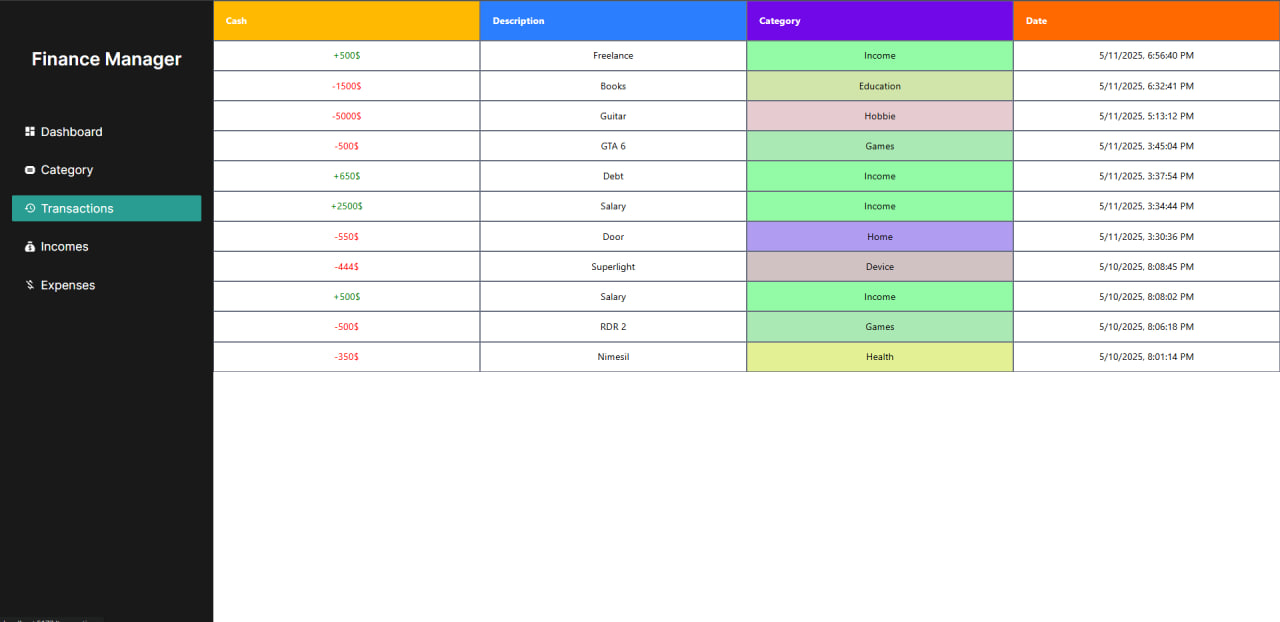 Finance Manager
Dashboard
Category
Transactions
Incomes
Expenses
Cash Description Category Date
+500$ Freelance Income 5/11/2025, 6:56:40 PM
-1500$ Books Education 5/11/2025, 6:32:41 PM
-5000$ Guitar Hobbie 5/11/2025, 5:13:12 PM
-500$ GTA 6 Games 5/11/2025, 3:45:04 PM
+650$ Debt Income 5/11/2025, 3:37:54 PM
+2500$ Salary Income 5/11/2025, 3:34:44 PM
-550$ Door Home 5/11/2025, 3:30:36 PM
-444$ Superlight Device 5/10/2025, 8:08:45 PM
+500$ Salary Income 5/10/2025, 8:08:02 PM
-500$ RDR 2 Games 5/10/2025, 8:06:18 PM
-350$ Nimesil Health 5/10/2025, 8:01:14 PM